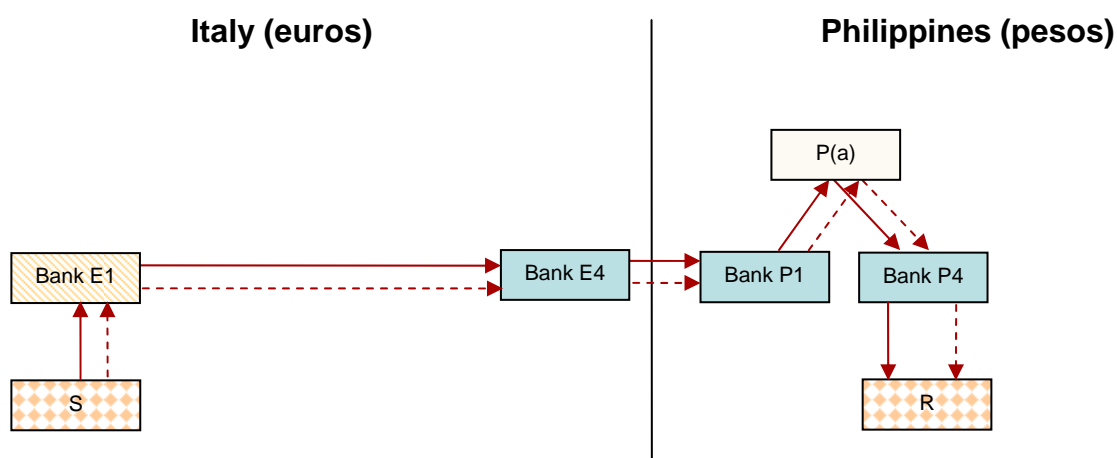 Italy (euros)
Philippines (pesos)
P(a)
Bank E1
Bank E4
Bank P1
Bank P4
S
R